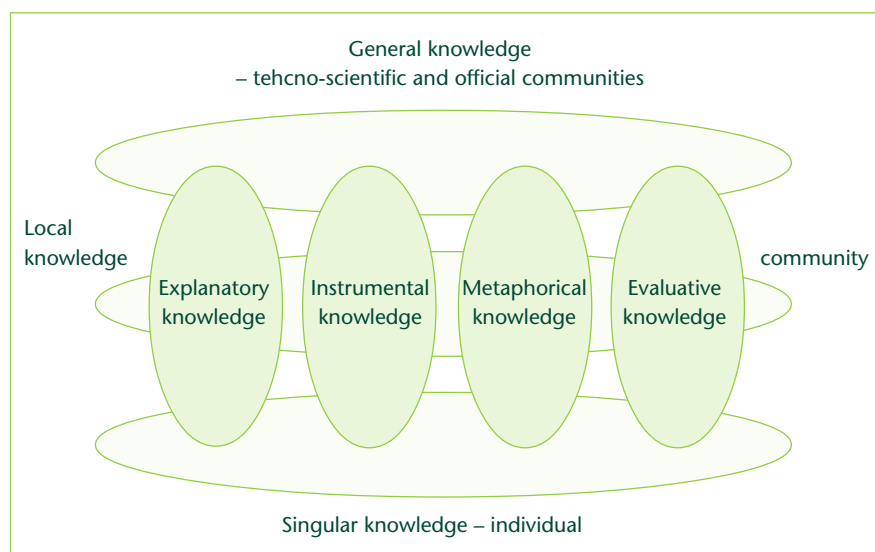 General knowledge
– tehcno-scientific and official communities
Local
knowledge
community
Explanatory
knowledge
Instrumental
knowledge
Metaphorical
knowledge
Evaluative
knowledge
Singular knowledge – individual